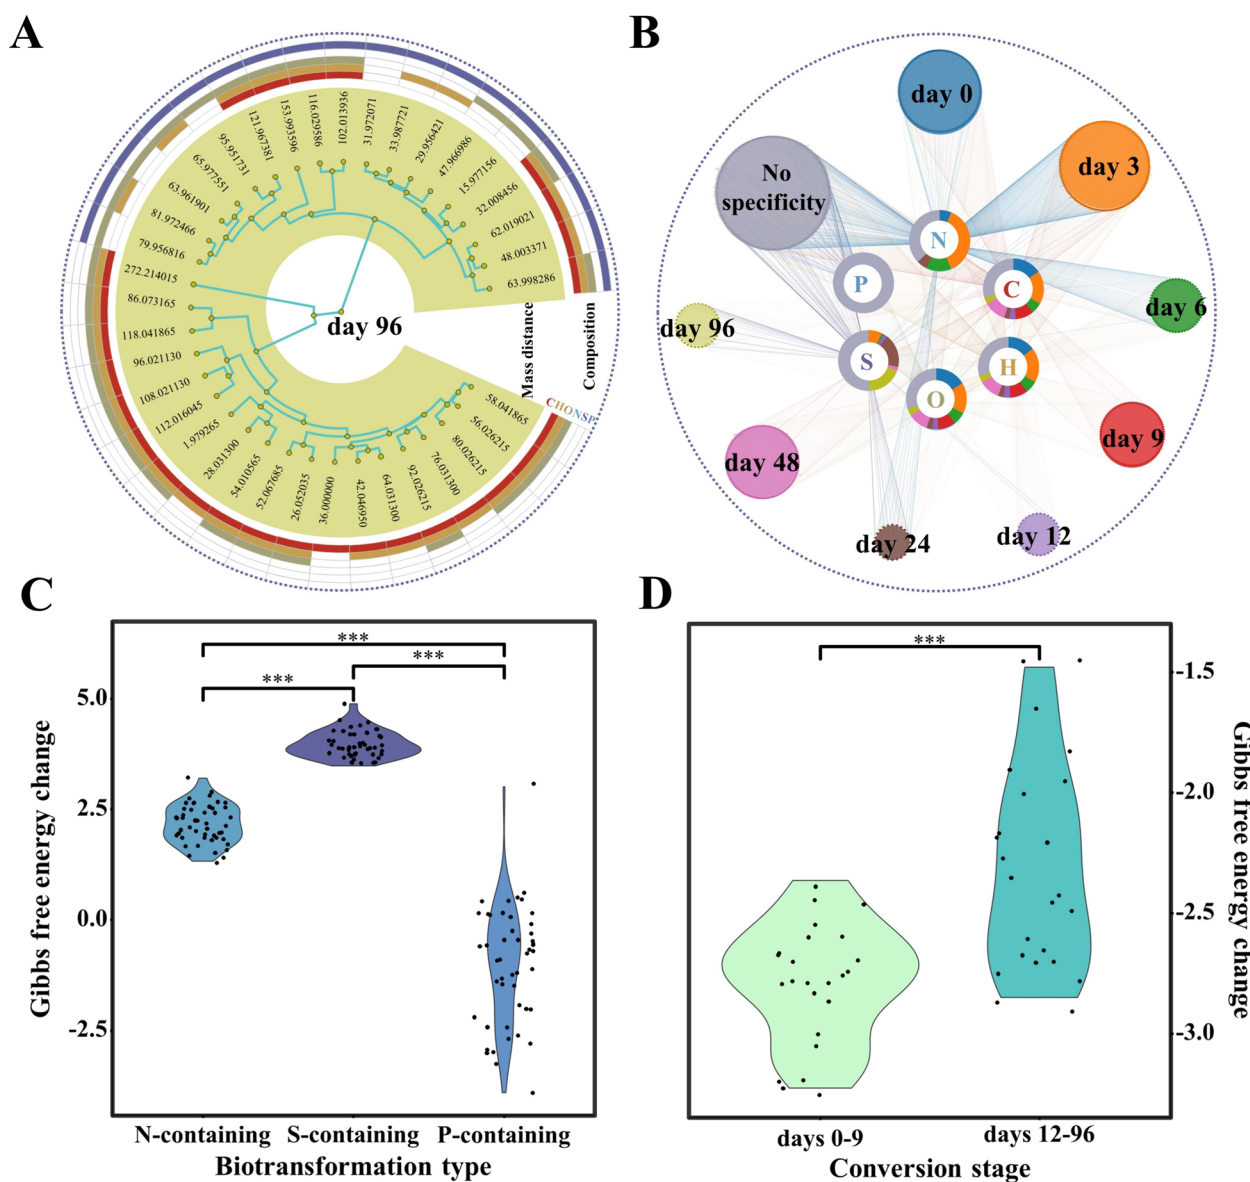 A
B
116.029586
102.013936
153.993596
31.972071
121.967381
33.987721
95.951731
29.956421
65.977551
47.966986
63.961901
15.977156
81.972466
32.008456
79.956816
62.019021
272.214015
48.003371
86.073165
63.998286
118.041865
day 96
Mass distance
Composition
96.021130
CHONSP
108.021130
58.041865
112.016045
56.026215
1.979265
80.026215
28.031300
76.031300
54.010565
92.026215
52.067685
64.031300
26.052035
42.046950
36.000000
day 0
day 3
No
specificity
N
P
C
day 6
day 96
S
H
O
day 9
day 48
day 24
day 12
C
***
***
***
5.0
2.5
0.0
-2.5
Gibbs free energy change
N-containing
S-containing
P-containing
Biotransformation type
D
***
-1.5
-2.0
-2.5
-3.0
Gibbs free energy change
days 0-9
days 12-96
Conversion stage